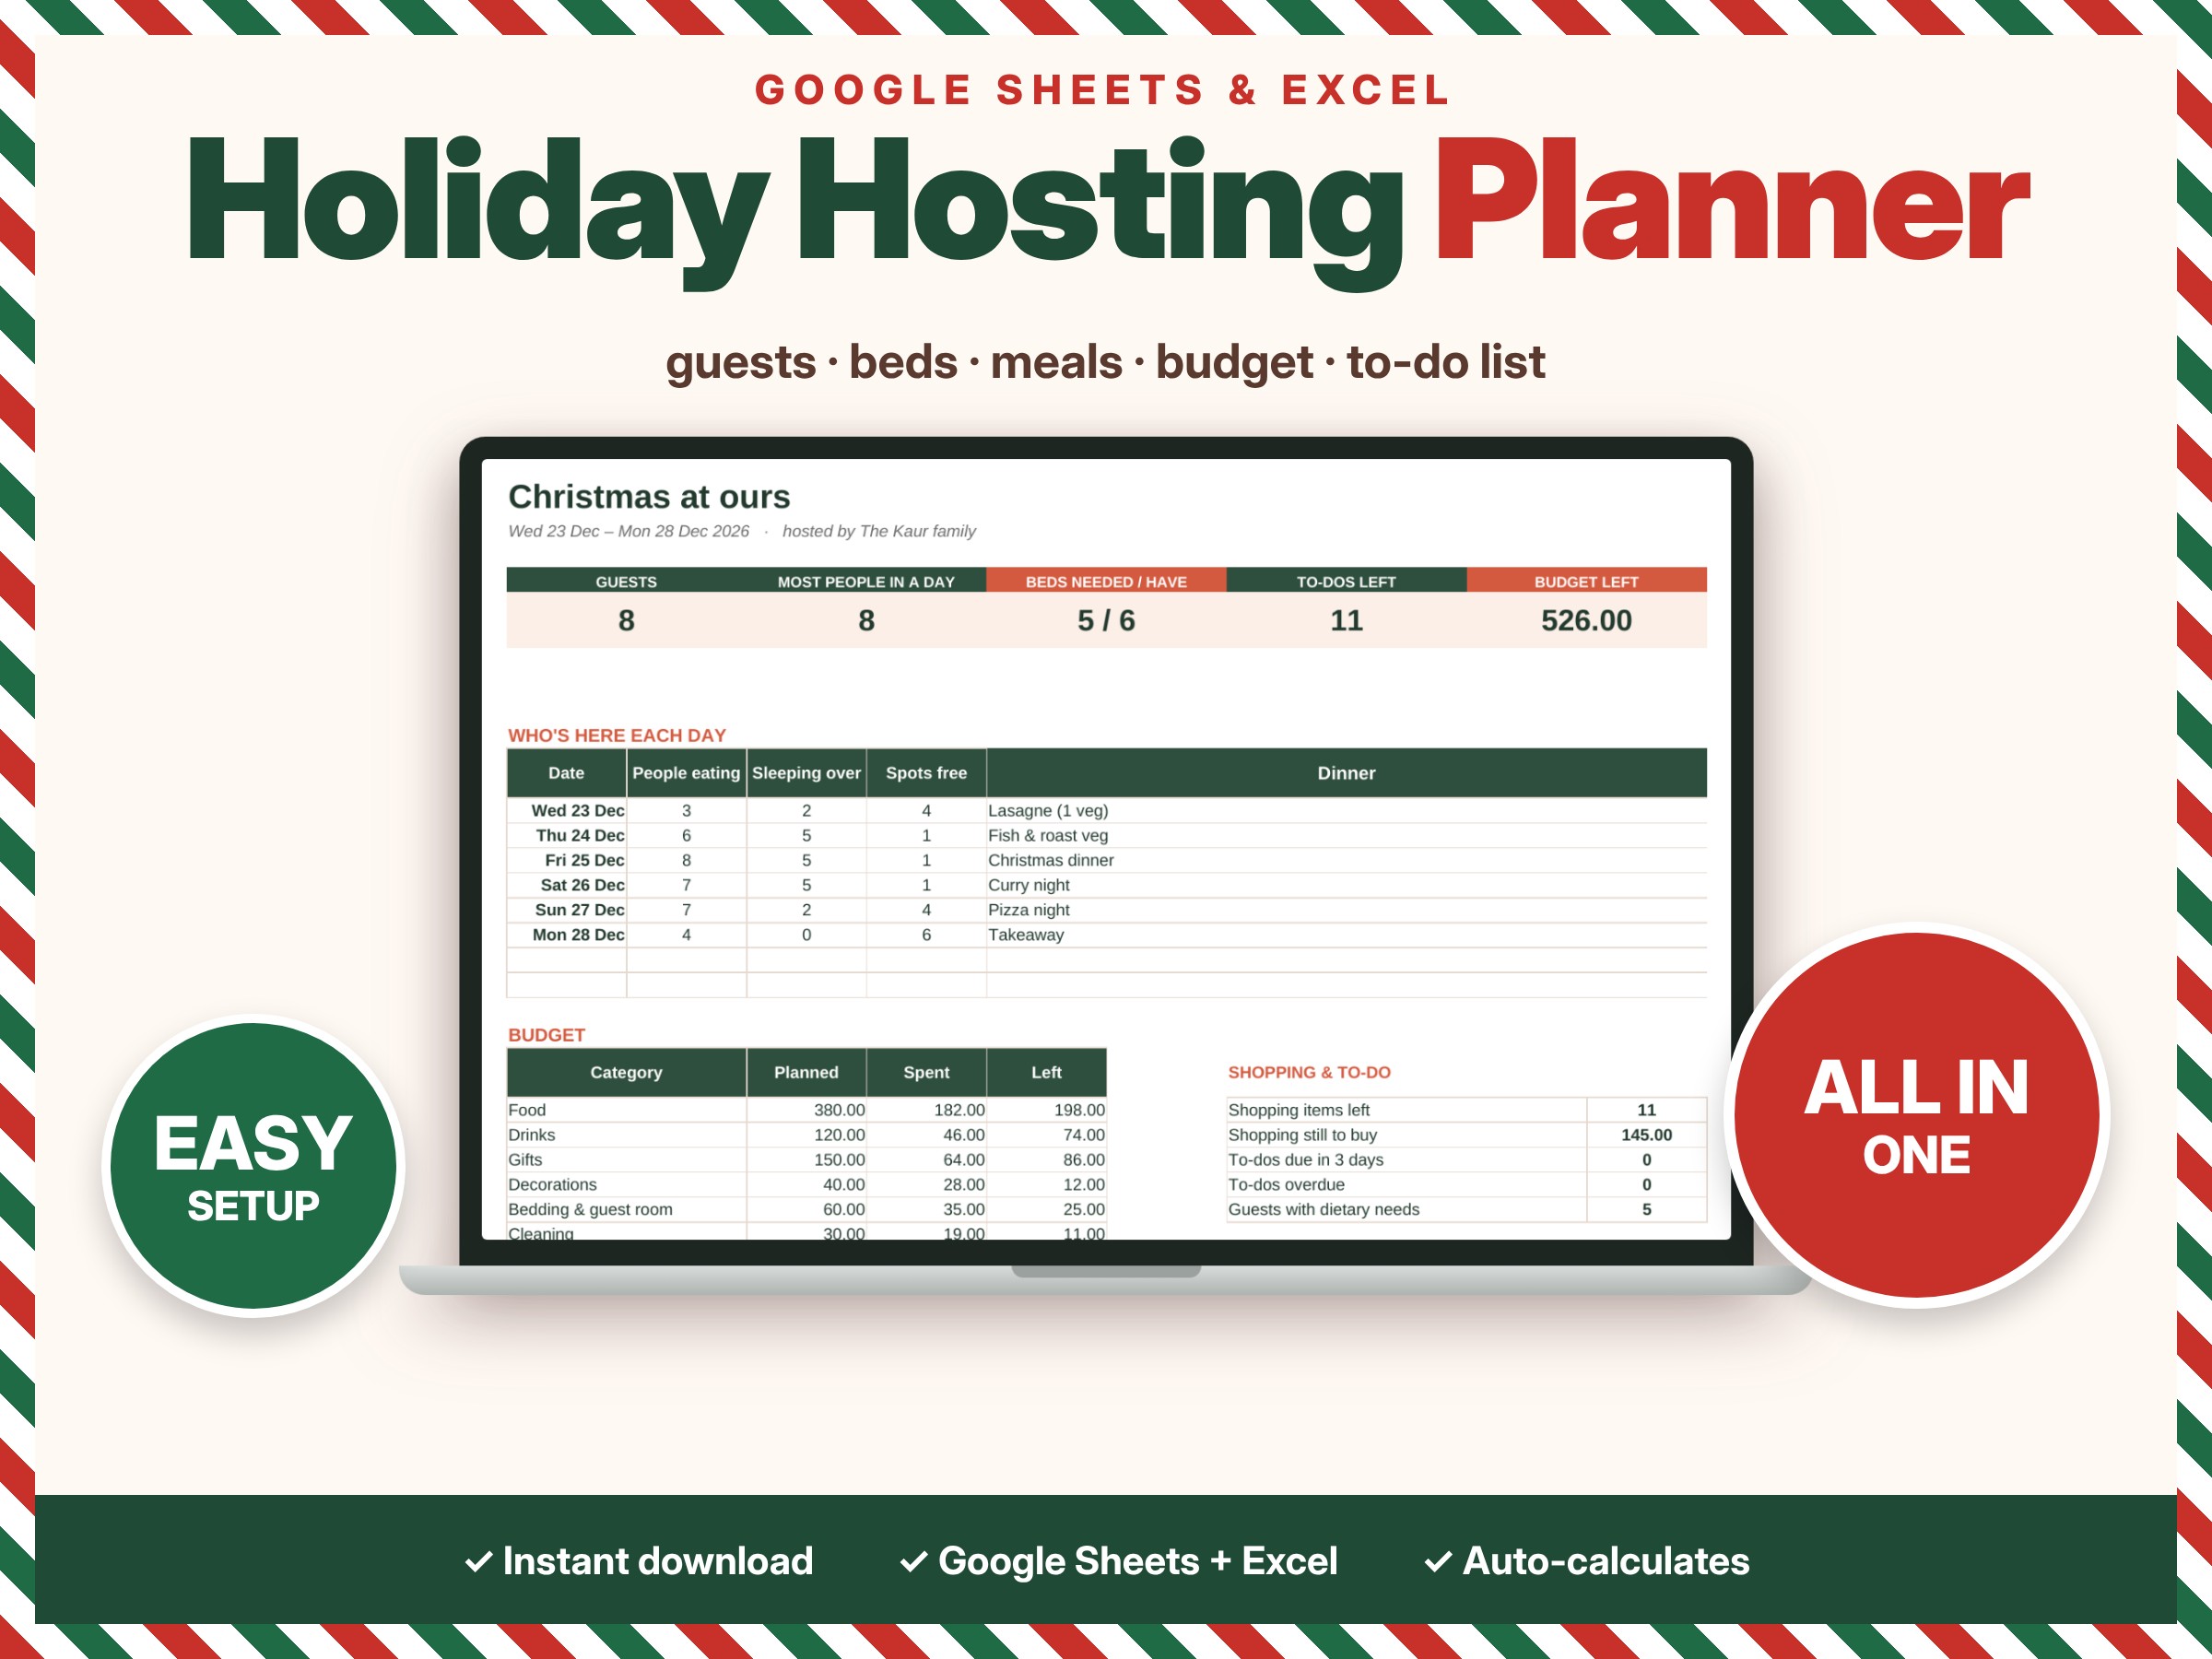 GOOGLE SHEETS & EXCEL
Holiday Hosting Planner
guests · beds · meals · budget · to-do list
Christmas at ours
Wed 23 Dec – Mon 28 Dec 2026 · hosted by The Kaur family
GUESTS MOST PEOPLE IN A DAY BEDS NEEDED / HAVE TO-DOS LEFT BUDGET LEFT
8 8 5 / 6 11 526.00
WHO'S HERE EACH DAY
Date People eating Sleeping over Spots free Dinner
Wed 23 Dec 3 2 4 Lasagne (1 veg)
Thu 24 Dec 6 5 1 Fish & roast veg
Fri 25 Dec 8 5 1 Christmas dinner
Sat 26 Dec 7 5 1 Curry night
Sun 27 Dec 7 2 4 Pizza night
Mon 28 Dec 4 0 6 Takeaway
BUDGET
Category Planned Spent Left
Food 380.00 182.00 198.00
Drinks 120.00 46.00 74.00
Gifts 150.00 64.00 86.00
Decorations 40.00 28.00 12.00
Bedding & guest room 60.00 35.00 25.00
Cleaning 30.00 19.00 11.00
SHOPPING & TO-DO
Shopping items left 11
Shopping still to buy 145.00
To-dos due in 3 days 0
To-dos overdue 0
Guests with dietary needs 5
EASY
SETUP
ALL IN
ONE
✓ Instant download ✓ Google Sheets + Excel ✓ Auto-calculates